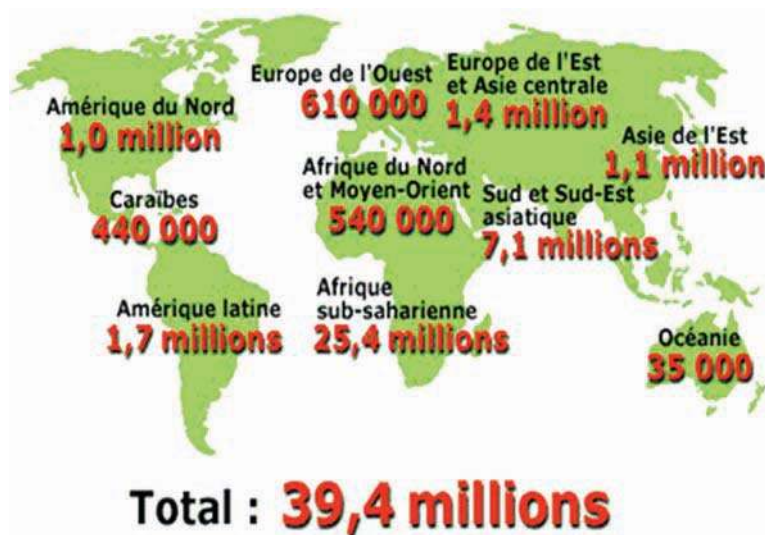 Amérique du Nord
1,0 million
Europe de l'Ouest
610 000
Europe de l'Est
et Asie centrale
1,4 million
Asie de l'Est
1,1 million
Caraïbes
440 000
Afrique du Nord
et Moyen-Orient
540 000
Sud et Sud-Est
asiatique
7,1 millions
Amérique latine
1,7 millions
Afrique
sub-saharienne
25,4 millions
Océanie
35 000
Total : 39,4 millions